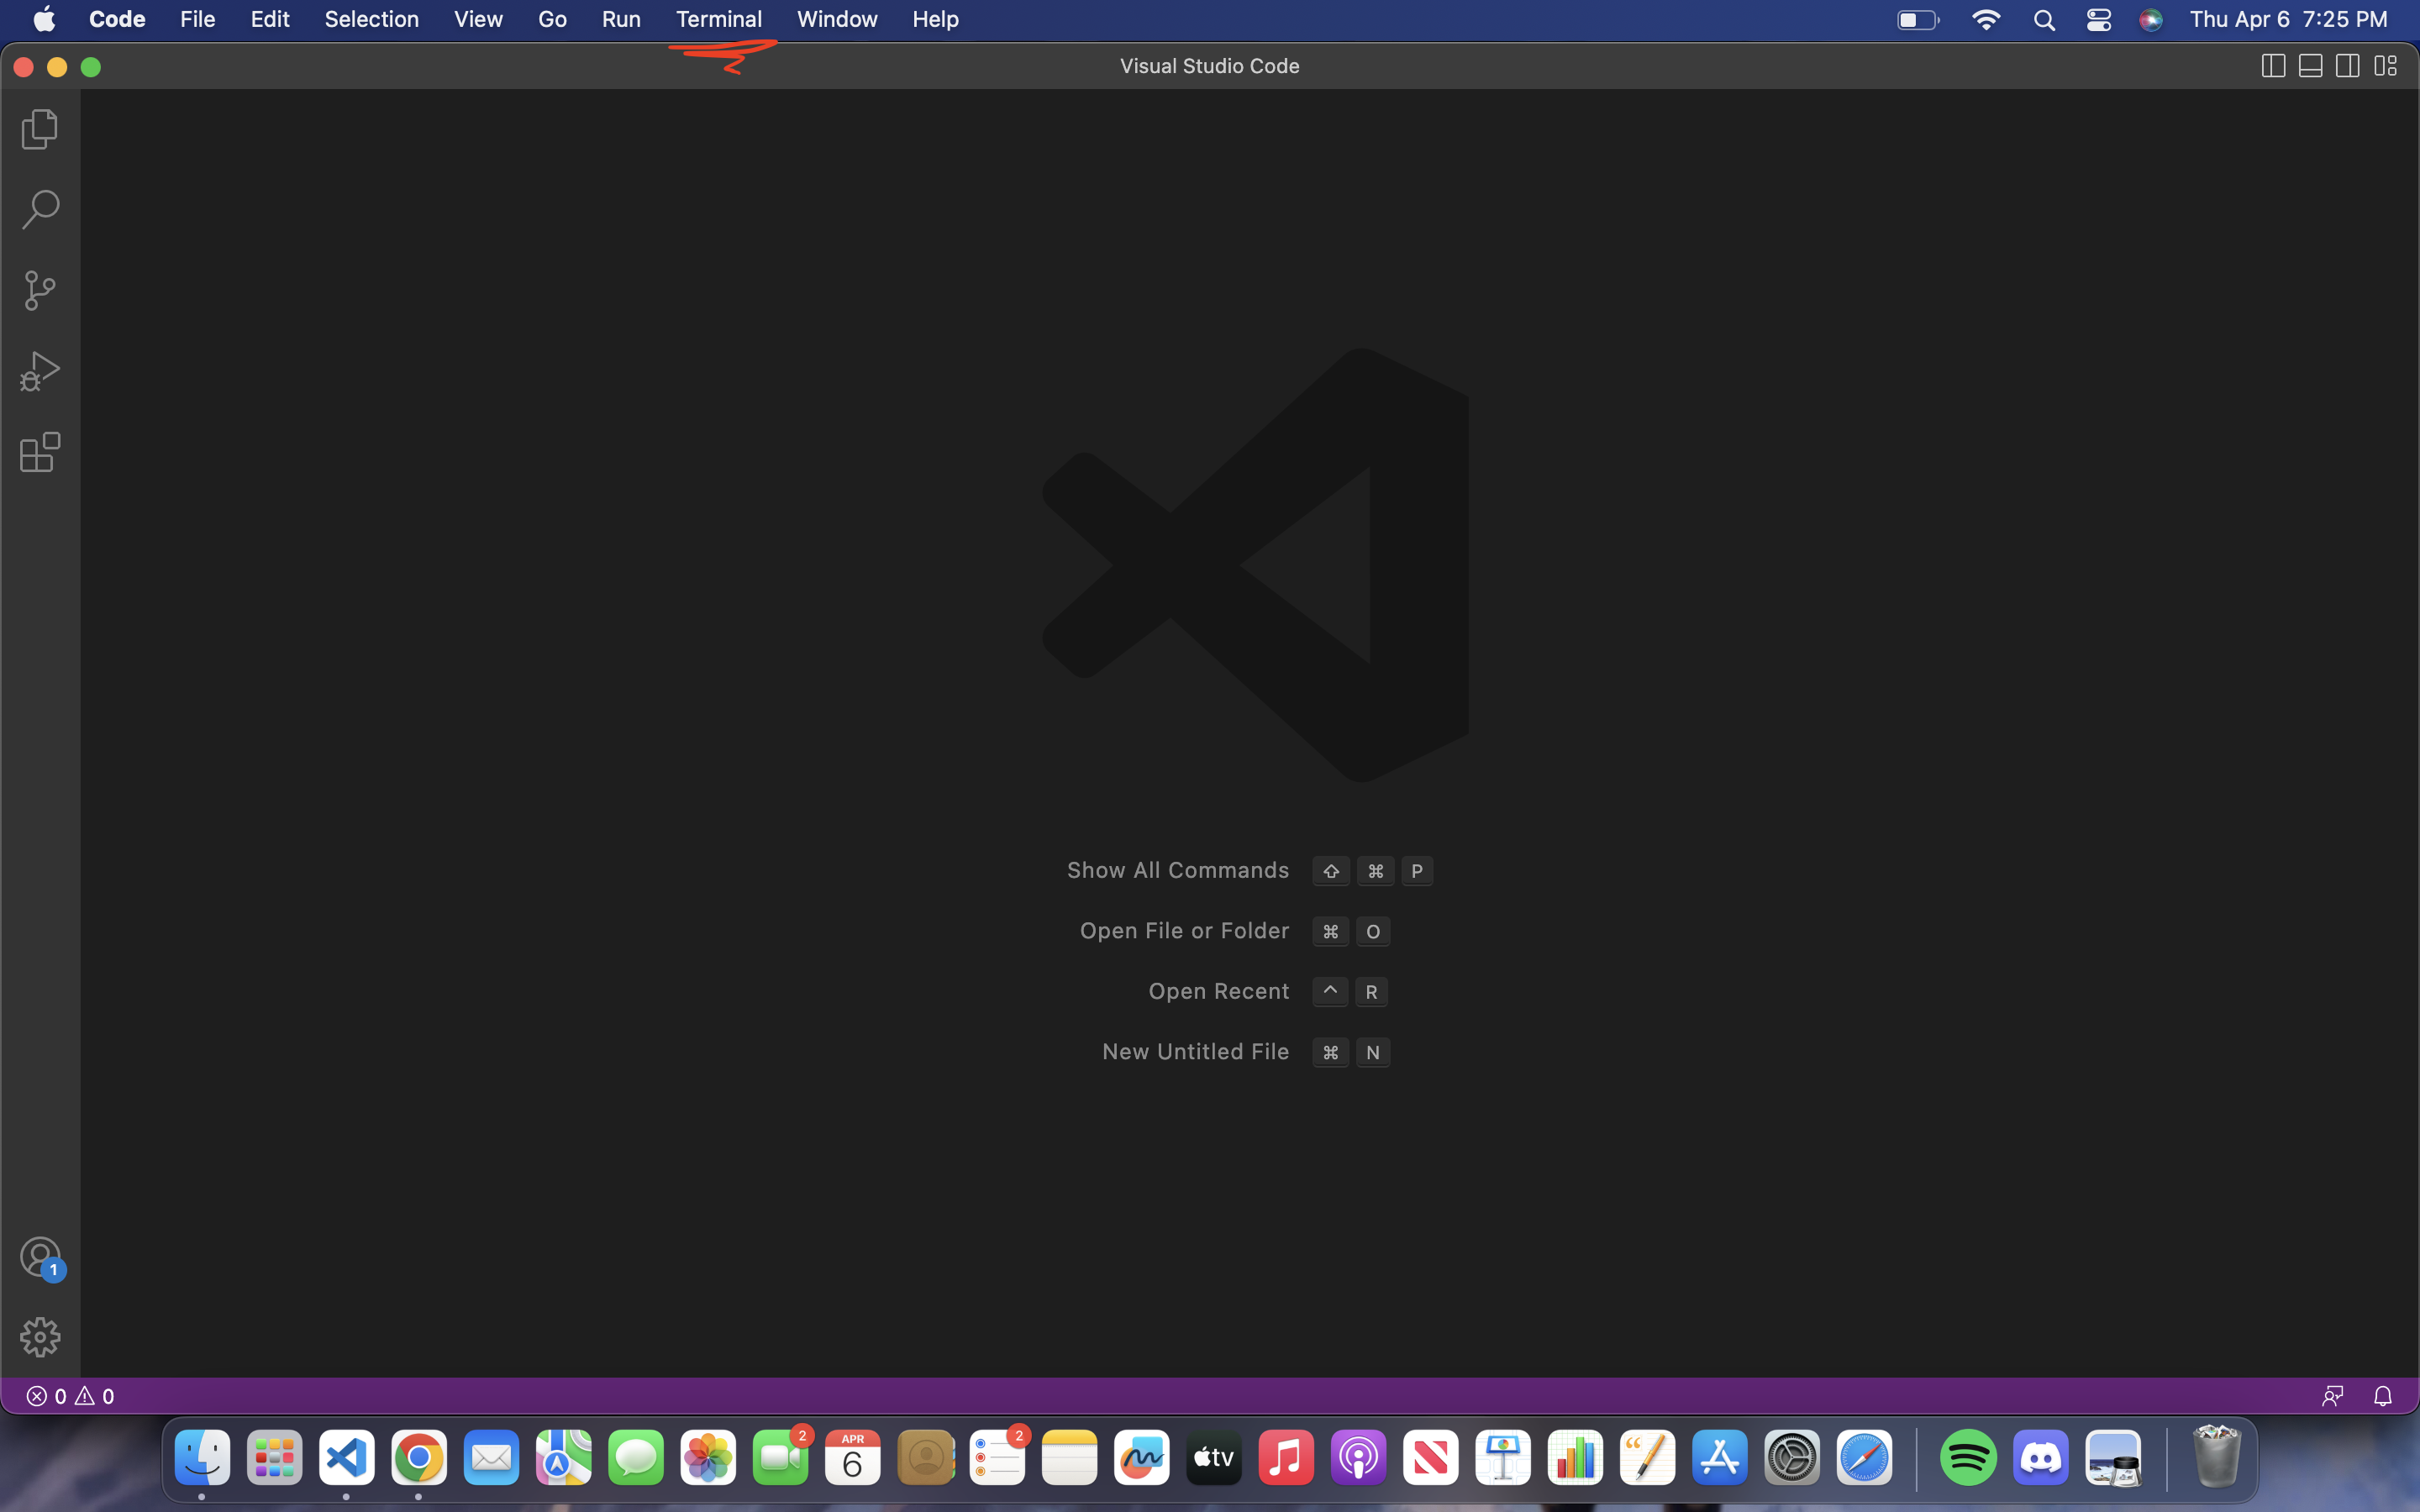 Code File Edit Selection View Go Run Terminal Window Help Thu Apr 6 7:25 PM
Visual Studio Code
Show All Commands ⇧ ⌘ P
Open File or Folder ⌘ O
Open Recent ^ R
New Untitled File ⌘ N
1
0 0
2
APR
6
2
tv